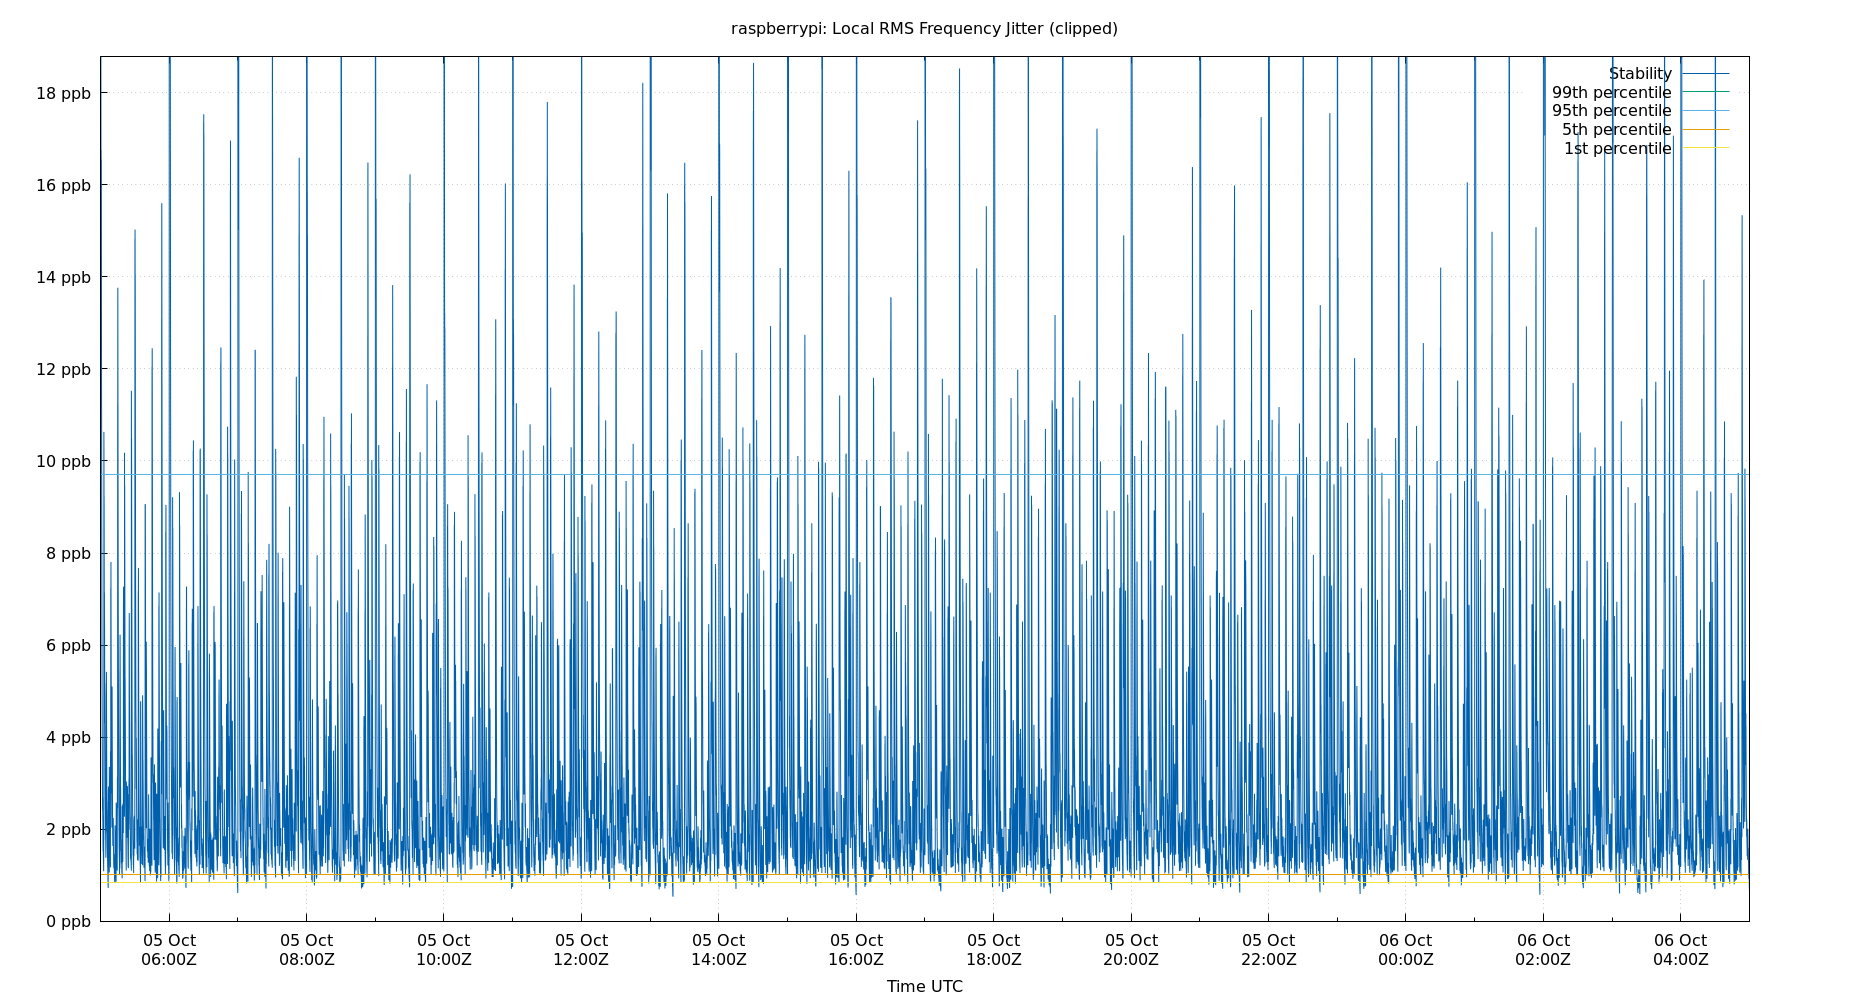 raspberrypi: Local RMS Frequency Jitter (clipped)
Stability
99th percentile
95th percentile
5th percentile
1st percentile
18 ppb
16 ppb
14 ppb
12 ppb
10 ppb
8 ppb
6 ppb
4 ppb
2 ppb
0 ppb
05 Oct 05 Oct 05 Oct 05 Oct 05 Oct 05 Oct 05 Oct 05 Oct 05 Oct 06 Oct 06 Oct 06 Oct
06:00Z 08:00Z 10:00Z 12:00Z 14:00Z 16:00Z 18:00Z 20:00Z 22:00Z 00:00Z 02:00Z 04:00Z
Time UTC